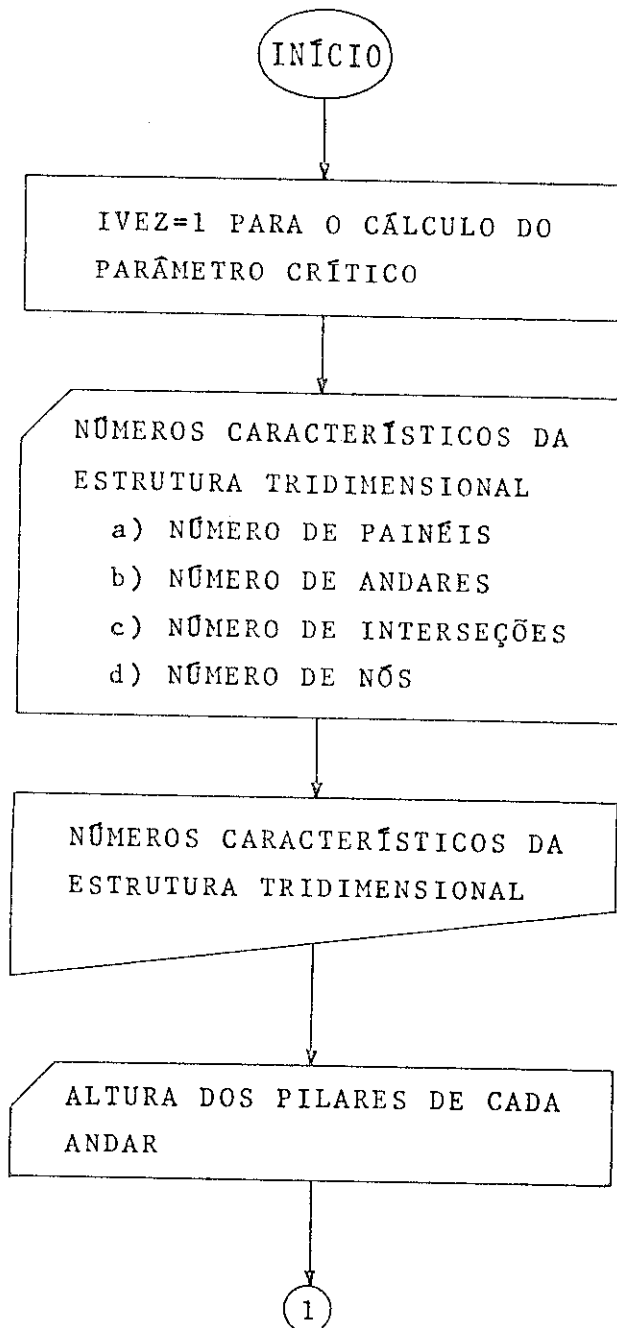 INÍCIO
IVEZ=1 PARA O CÁLCULO DO
PARÂMETRO CRÍTICO
NÚMEROS CARACTERÍSTICOS DA
ESTRUTURA TRIDIMENSIONAL
a) NÚMERO DE PAINÉIS
b) NÚMERO DE ANDARES
c) NÚMERO DE INTERSEÇÕES
d) NÚMERO DE NÓS
NÚMEROS CARACTERÍSTICOS DA
ESTRUTURA TRIDIMENSIONAL
ALTURA DOS PILARES DE CADA
ANDAR
1